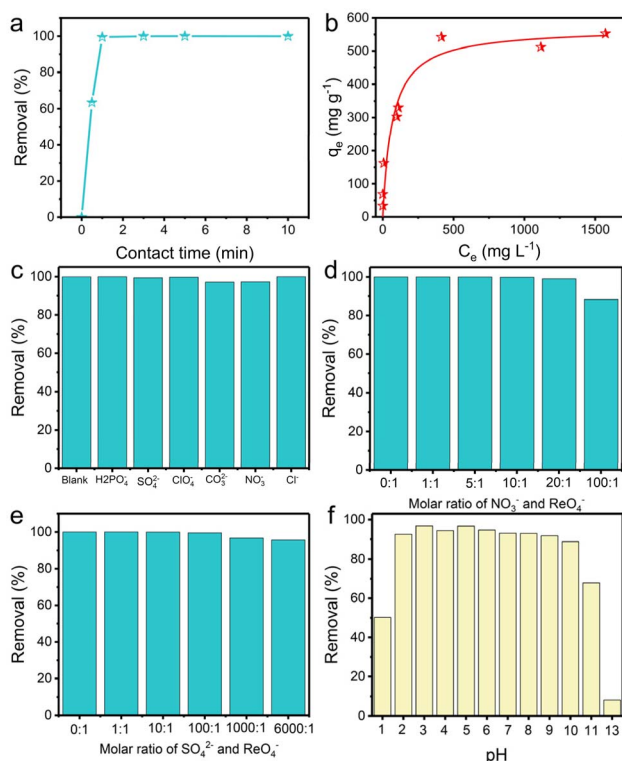 a
100
80
60
40
20
0
Removal (%)
0 2 4 6 8 10
Contact time (min)
b
600
500
400
300
200
100
0
qe (mg g⁻¹)
0 500 1000 1500
Ce (mg L⁻¹)
c
100
80
60
40
20
0
Removal (%)
Blank H2PO₄⁻ SO₄²⁻ ClO₄⁻ CO₃²⁻ NO₃⁻ Cl⁻
d
100
80
60
40
20
0
Removal (%)
0:1 1:1 5:1 10:1 20:1 100:1
Molar ratio of NO₃⁻ and ReO₄⁻
e
100
80
60
40
20
0
Removal (%)
0:1 1:1 10:1 100:1 1000:1 6000:1
Molar ratio of SO₄²⁻ and ReO₄⁻
f
100
80
60
40
20
0
Removal (%)
1 2 3 4 5 6 7 8 9 10 11 13
pH